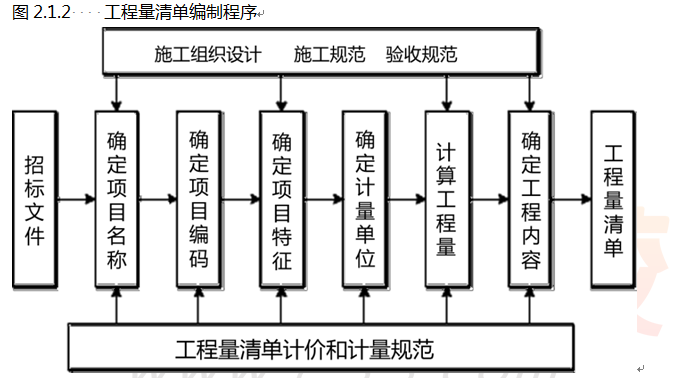 图 2.1.2····工程量清单编制程序
施工组织设计 施工规范 验收规范
招标文件
确定项目名称
确定项目编码
确定项目特征
确定计量单位
计算工程量
确定工程内容
工程量清单
工程量清单计价和计量规范